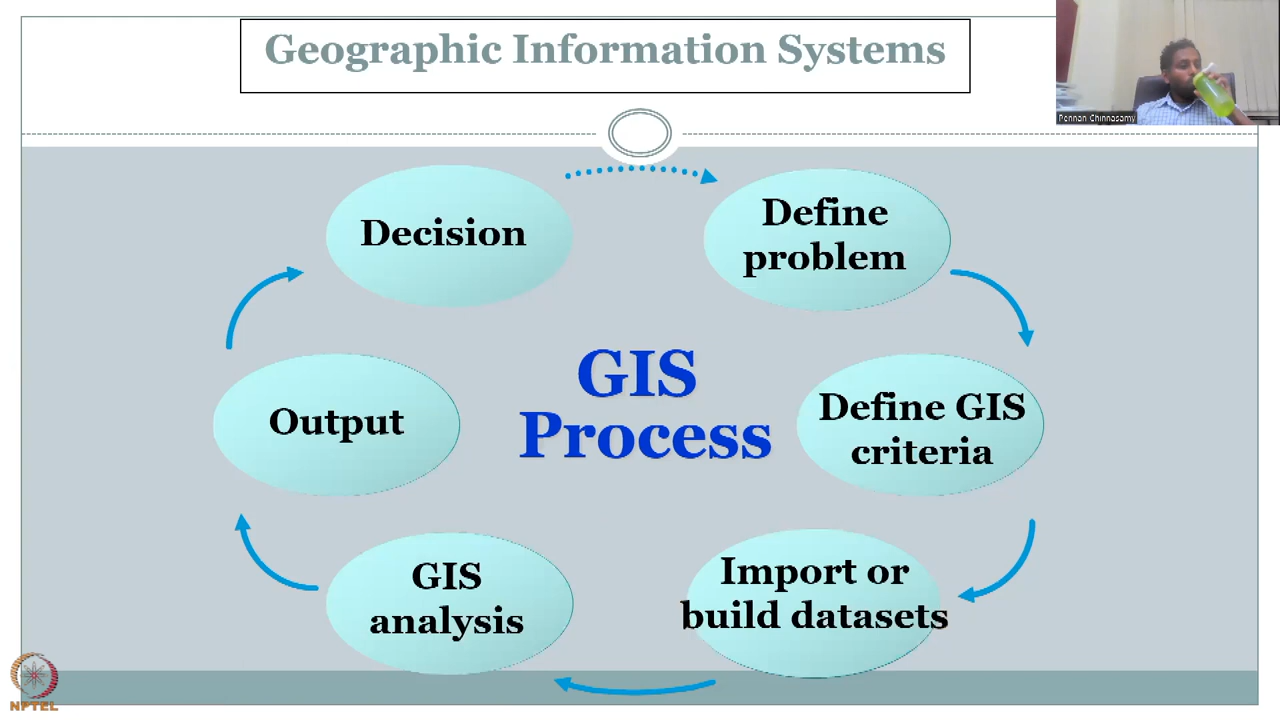 Geographic Information Systems
Pennan Chinnasamy
Decision
Define
problem
GIS
Process
Output
Define GIS
criteria
GIS
analysis
Import or
build datasets
NPTEL